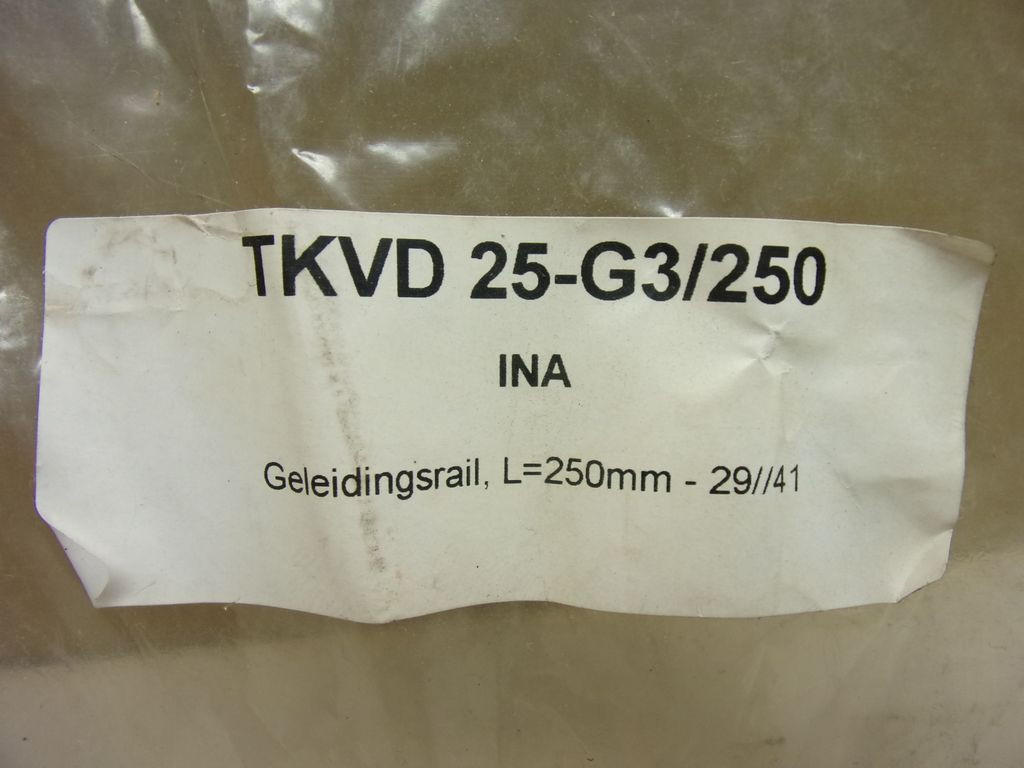 TKVD 25-G3/250
INA
Geleidingsrail, L=250mm - 29//41